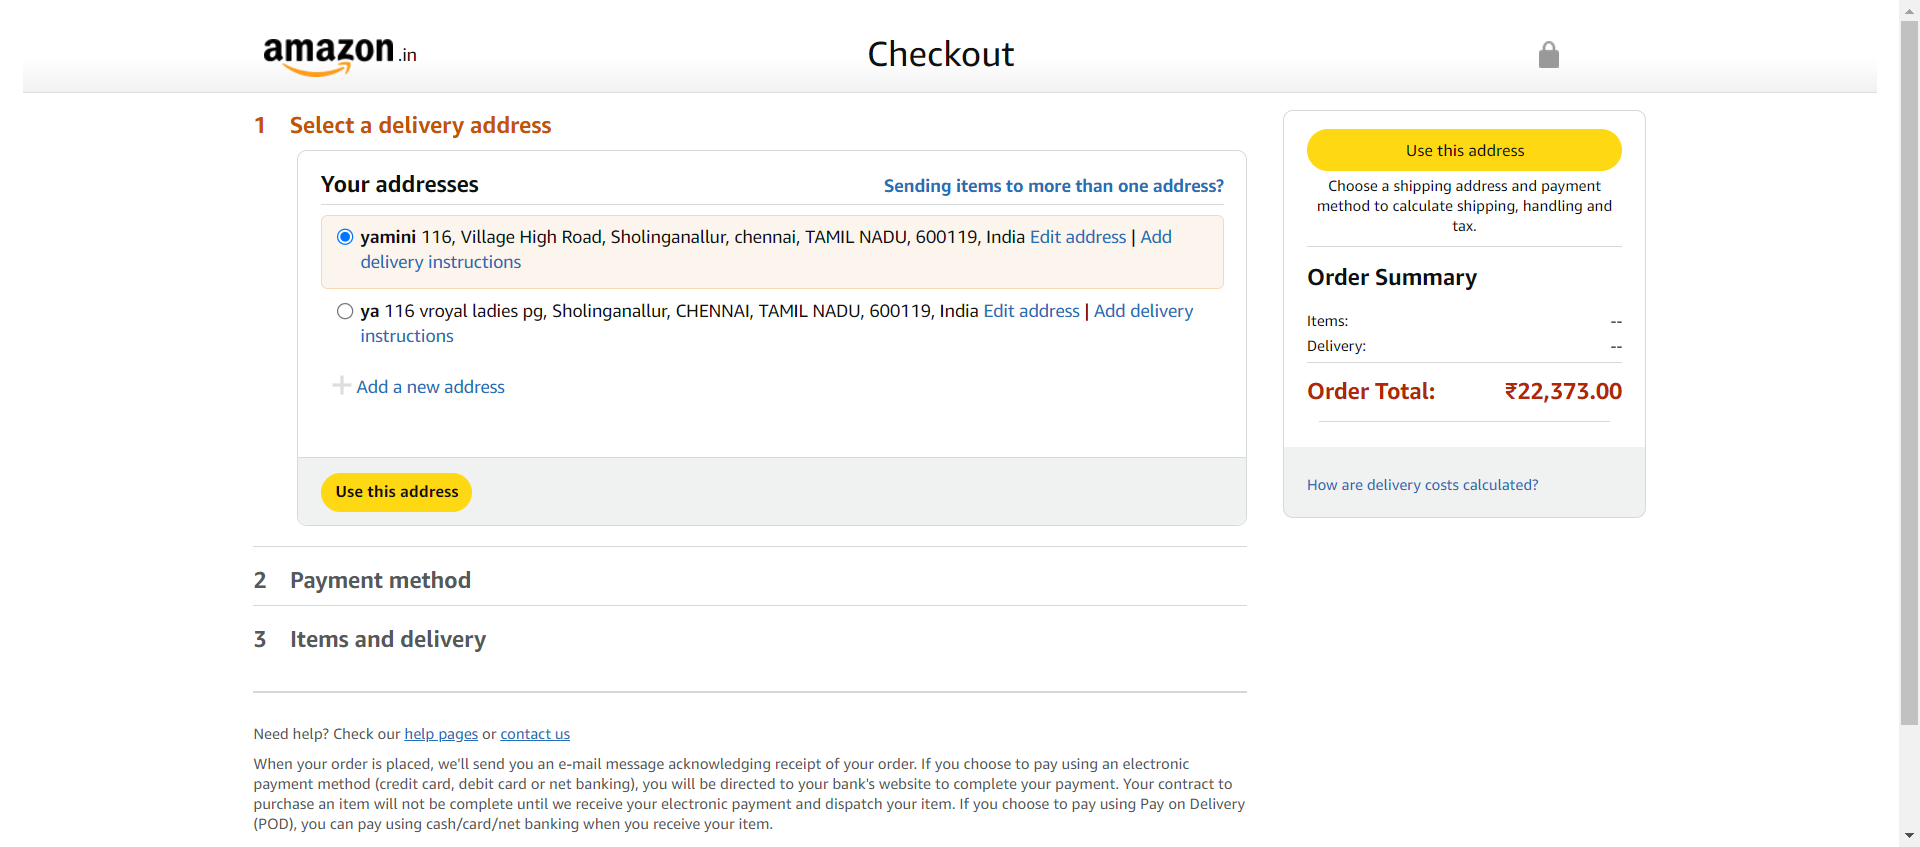 amazon.in
Checkout
1 Select a delivery address
Your addresses
Sending items to more than one address?
yamini 116, Village High Road, Sholinganallur, chennai, TAMIL NADU, 600119, India Edit address | Add
delivery instructions
ya 116 vroyal ladies pg, Sholinganallur, CHENNAI, TAMIL NADU, 600119, India Edit address | Add delivery
instructions
Add a new address
Use this address
2 Payment method
3 Items and delivery
Need help? Check our help pages or contact us
When your order is placed, we'll send you an e-mail message acknowledging receipt of your order. If you choose to pay using an electronic
payment method (credit card, debit card or net banking), you will be directed to your bank's website to complete your payment. Your contract to
purchase an item will not be complete until we receive your electronic payment and dispatch your item. If you choose to pay using Pay on Delivery
(POD), you can pay using cash/card/net banking when you receive your item.
Use this address
Choose a shipping address and payment
method to calculate shipping, handling and
tax.
Order Summary
Items: --
Delivery: --
Order Total: ₹22,373.00
How are delivery costs calculated?